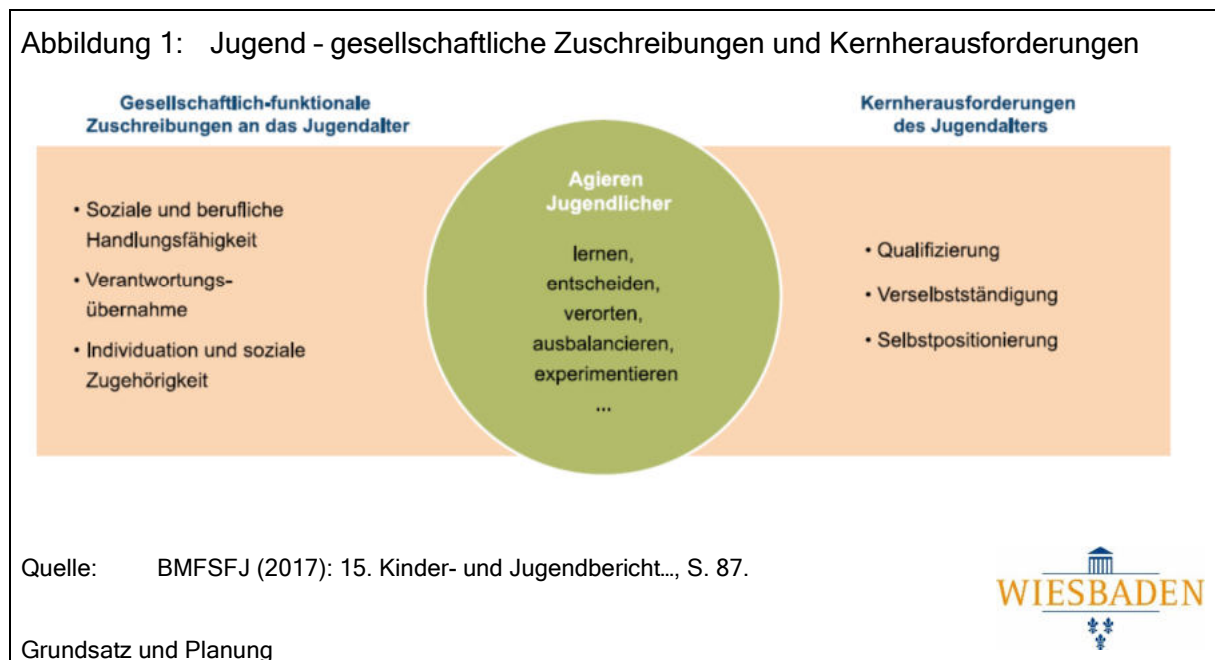 Abbildung 1: Jugend - gesellschaftliche Zuschreibungen und Kernherausforderungen
Gesellschaftlich-funktionale
Zuschreibungen an das Jugendalter
• Soziale und berufliche
Handlungsfähigkeit
• Verantwortungs-
übernahme
• Individuation und soziale
Zugehörigkeit
Agieren
Jugendlicher
lernen,
entscheiden,
verorten,
ausbalancieren,
experimentieren
...
Kernherausforderungen
des Jugendalters
• Qualifizierung
• Verselbstständigung
• Selbstpositionierung
Quelle: BMFSFJ (2017): 15. Kinder- und Jugendbericht..., S. 87.
WIESBADEN
Grundsatz und Planung